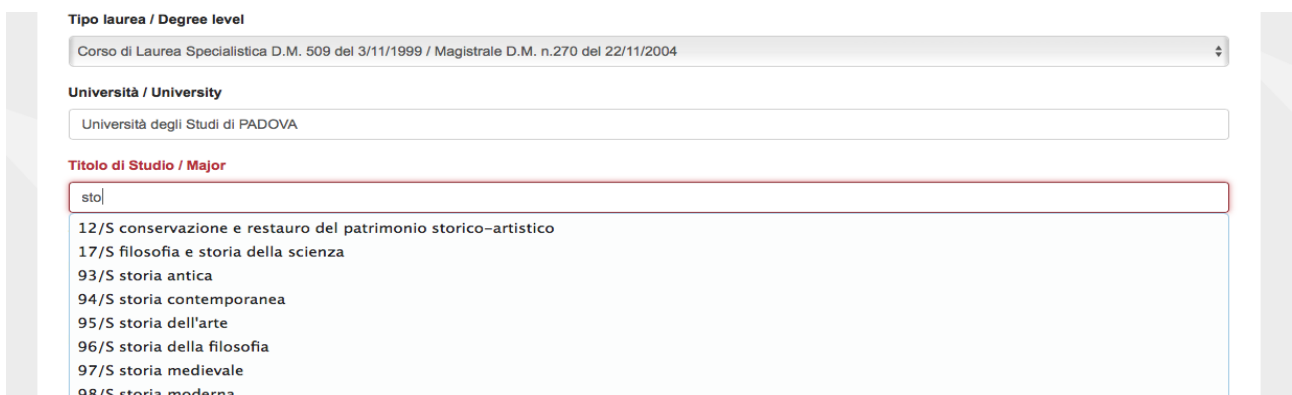 Tipo laurea / Degree level
Corso di Laurea Specialistica D.M. 509 del 3/11/1999 / Magistrale D.M. n.270 del 22/11/2004
Università / University
Università degli Studi di PADOVA
Titolo di Studio / Major
sto
12/S conservazione e restauro del patrimonio storico-artistico
17/S filosofia e storia della scienza
93/S storia antica
94/S storia contemporanea
95/S storia dell'arte
96/S storia della filosofia
97/S storia medievale
98/S storia moderna